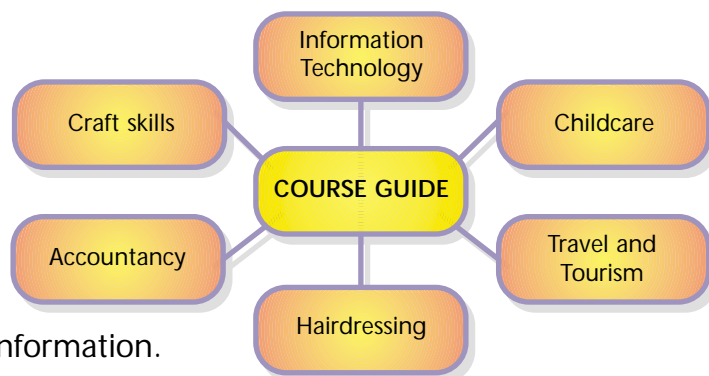 Information
Technology
Craft skills
Childcare
COURSE GUIDE
Accountancy
Travel and
Tourism
Hairdressing
nformation.